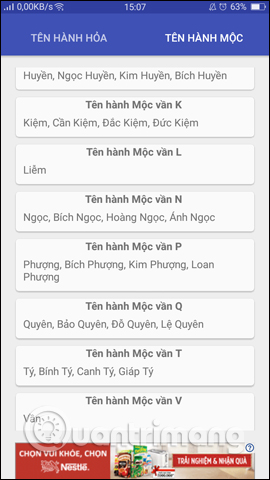 0,00KB/s 15:07 63%
TÊN HÀNH HỎA TÊN HÀNH MỘC
Huyền, Ngọc Huyền, Kim Huyền, Bích Huyền
Tên hành Mộc vần K
Kiệm, Cần Kiệm, Đắc Kiệm, Đức Kiệm
Tên hành Mộc vần L
Liễm
Tên hành Mộc vần N
Ngọc, Bích Ngọc, Hoàng Ngọc, Ánh Ngọc
Tên hành Mộc vần P
Phượng, Bích Phượng, Kim Phượng, Loan
Phượng
Tên hành Mộc vần Q
Quyên, Bảo Quyên, Đỗ Quyên, Lệ Quyên
Tên hành Mộc vần T
Tý, Bính Tý, Canh Tý, Giáp Tý
Tên hành Mộc vần V
Văn
Quantrimang
CHỌN VUI KHỎE, CHỌN
Nestlé.
TRẢI NGHIỆM & NHẬN QUÀ